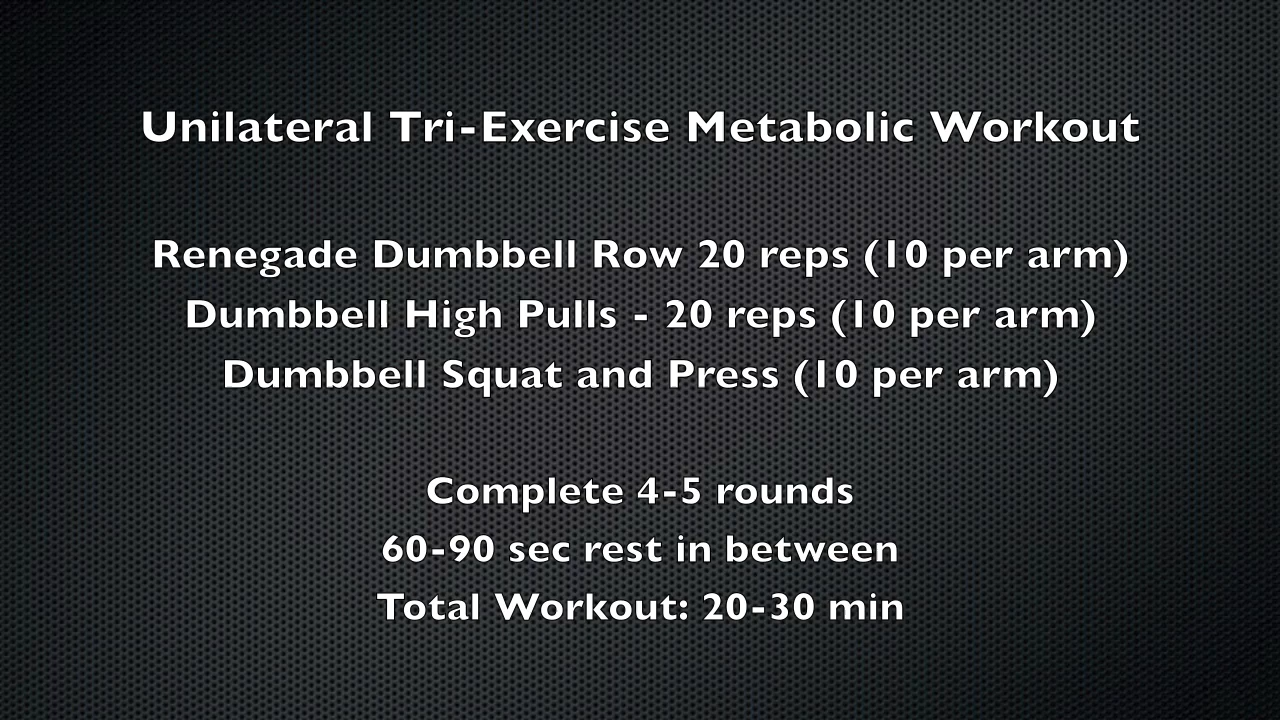 Unilateral Tri-Exercise Metabolic Workout
Renegade Dumbbell Row 20 reps (10 per arm)
Dumbbell High Pulls - 20 reps (10 per arm)
Dumbbell Squat and Press (10 per arm)
Complete 4-5 rounds
60-90 sec rest in between
Total Workout: 20-30 min